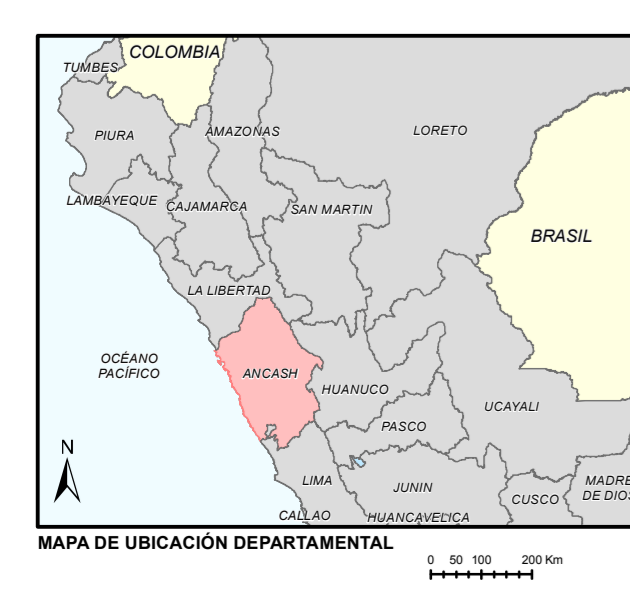 COLOMBIA
TUMBES
PIURA
AMAZONAS
LORETO
LAMBAYEQUE
CAJAMARCA
SAN MARTIN
BRASIL
LA LIBERTAD
OCÉANO
PACÍFICO
ANCASH
HUANUCO
UCAYALI
PASCO
N
LIMA
JUNIN
MADRE
DE DIOS
CUSCO
CALLAO
HUANCAVELICA
MAPA DE UBICACIÓN DEPARTAMENTAL
0 50 100 200 Km